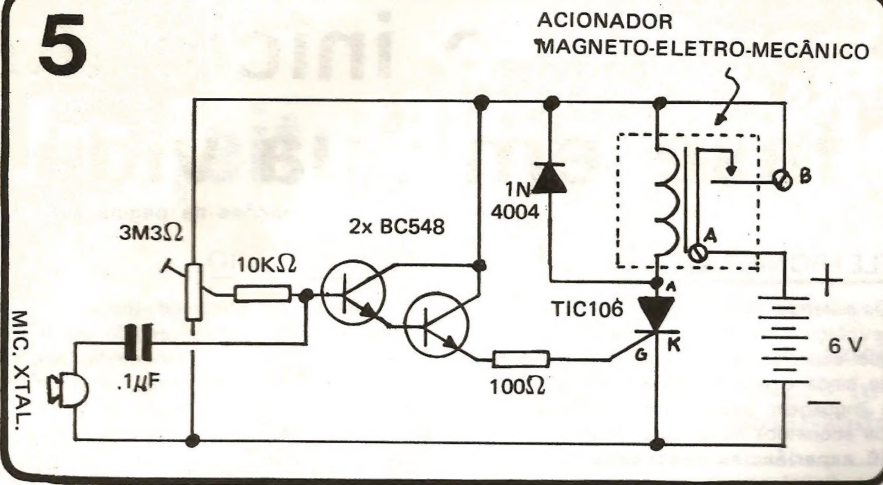 5
ACIONADOR
MAGNETO-ELETRO-MECÂNICO
B
1N
4004
2x BC548
3M3Ω
10KΩ
A
+
A
TIC106
MIC. XTAL.
G
K
6 V
.1µF
100Ω
—